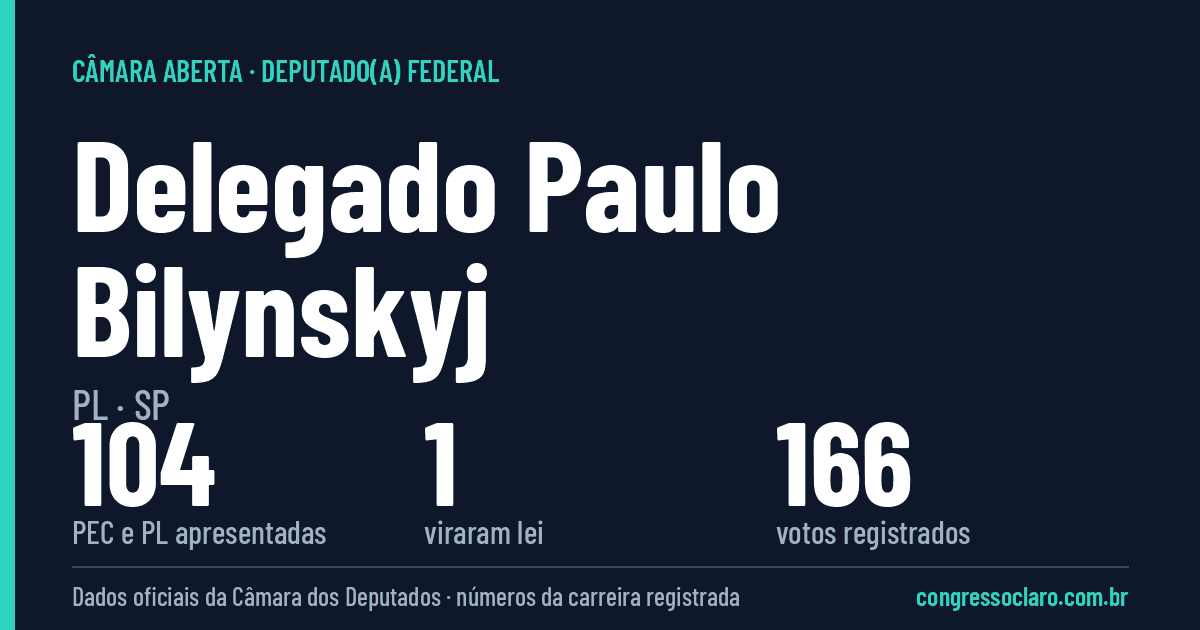 CÂMARA ABERTA · DEPUTADO(A) FEDERAL
Delegado Paulo
Bilynskyj
PL · SP
104 1 166
PEC e PL apresentadas viraram lei votos registrados
Dados oficiais da Câmara dos Deputados · números da carreira registrada congressoclaro.com.br